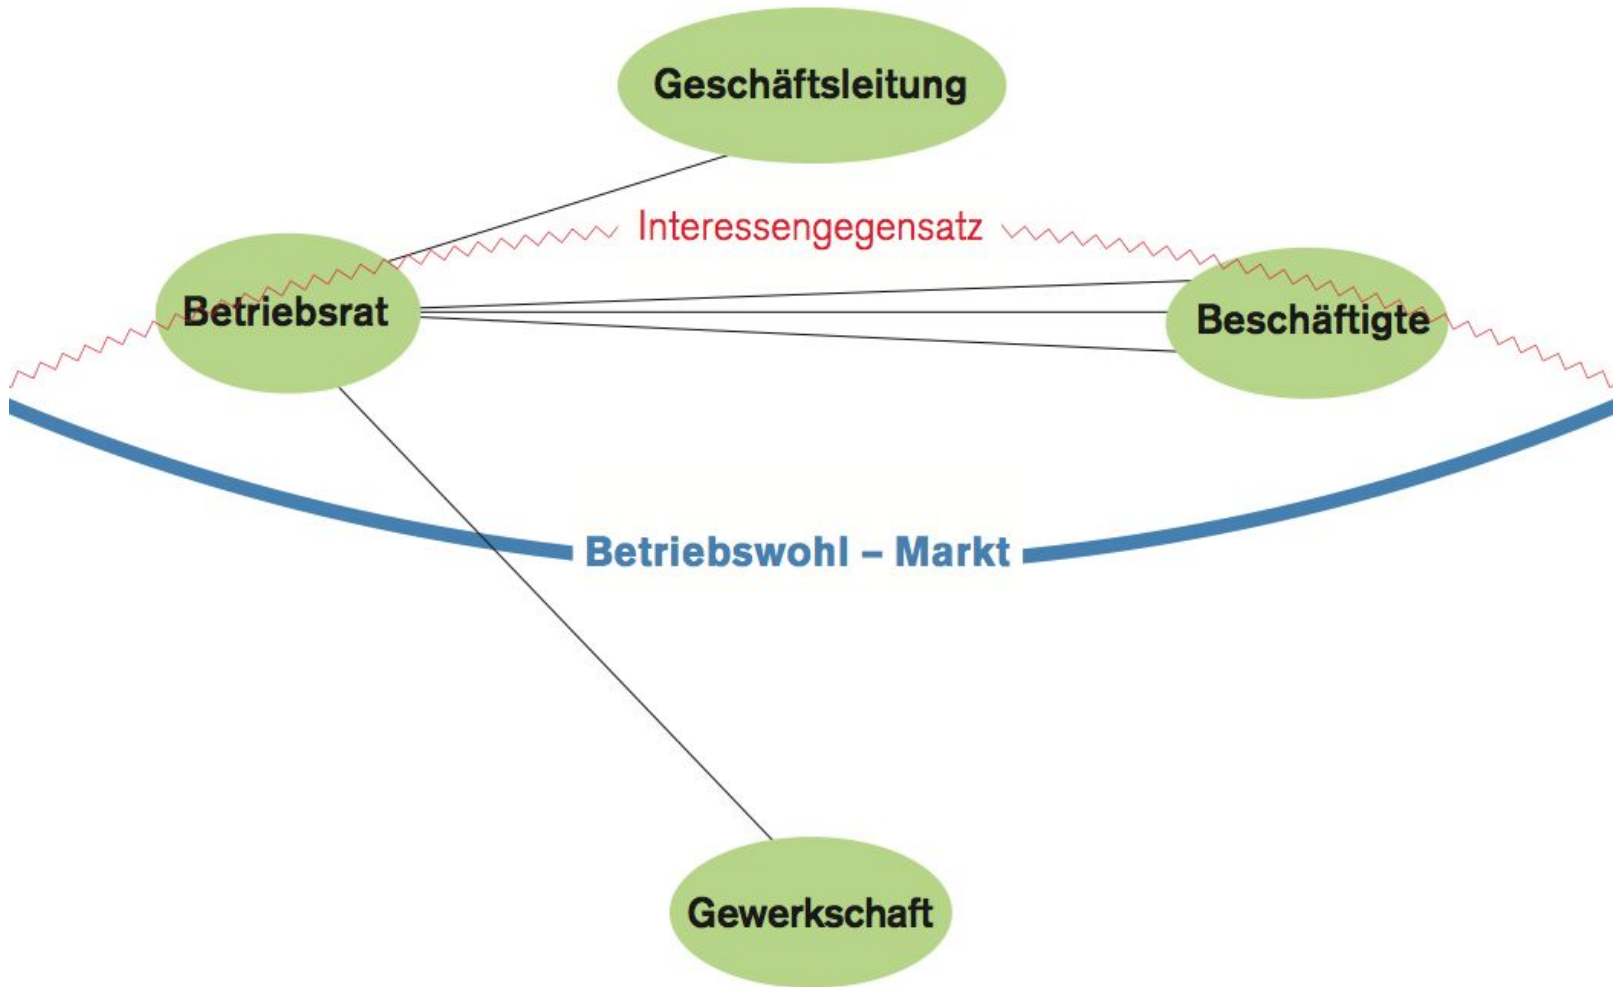 Geschäftsleitung
Interessengegensatz
Betriebsrat
Beschäftigte
Betriebswohl – Markt
Gewerkschaft